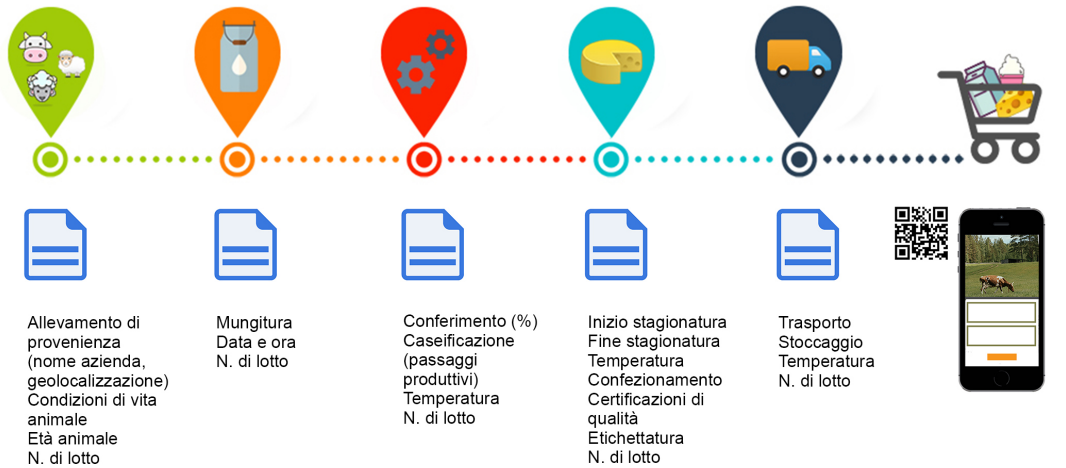 Allevamento di
provenienza
(nome azienda,
geolocalizzazione)
Condizioni di vita
animale
Età animale
N. di lotto
Mungitura
Data e ora
N. di lotto
Conferimento (%)
Caseificazione
(passaggi
produttivi)
Temperatura
N. di lotto
Inizio stagionatura
Fine stagionatura
Temperatura
Confezionamento
Certificazioni di
qualità
Etichettatura
N. di lotto
Trasporto
Stoccaggio
Temperatura
N. di lotto